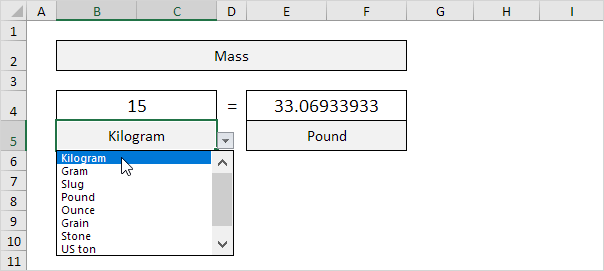 A B C D E F G H I
1
2 Mass
3
4 15 = 33.06933933
5 Kilogram Pound
6 Kilogram
Gram
7 Slug
8 Pound
Ounce
9 Grain
10 Stone
US ton
11